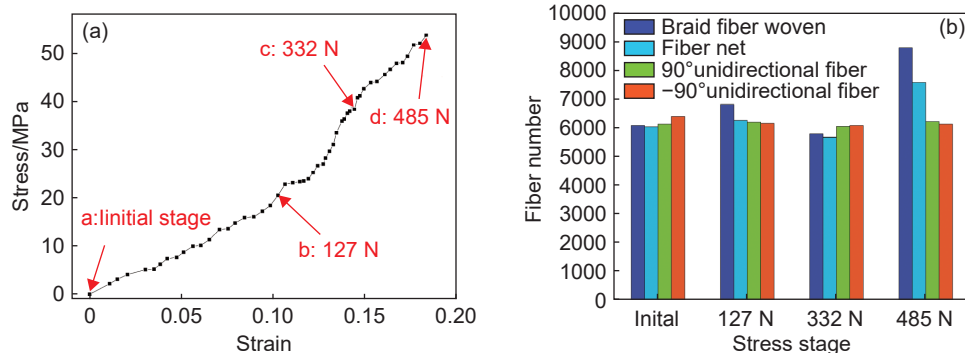 (a)
Stress/MPa
50
40
30
20
10
0
0
0.05
0.10
0.15
0.20
Strain
a:Iinitial stage
b: 127 N
c: 332 N
d: 485 N
(b)
Fiber number
10000
9000
8000
7000
6000
5000
4000
3000
2000
1000
0
Braid fiber woven
Fiber net
90°unidirectional fiber
−90°unidirectional fiber
Inital
127 N
332 N
485 N
Stress stage